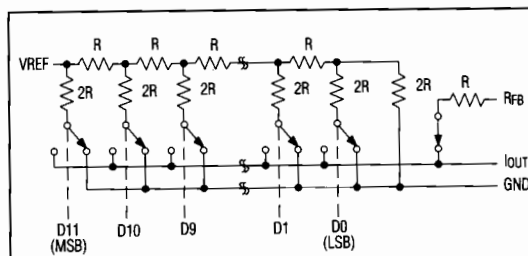 R R R R
VREF
2R 2R 2R 2R 2R 2R
R RFB
IOUT
GND
D11 D10 D9 D1 D0
(MSB) (LSB)